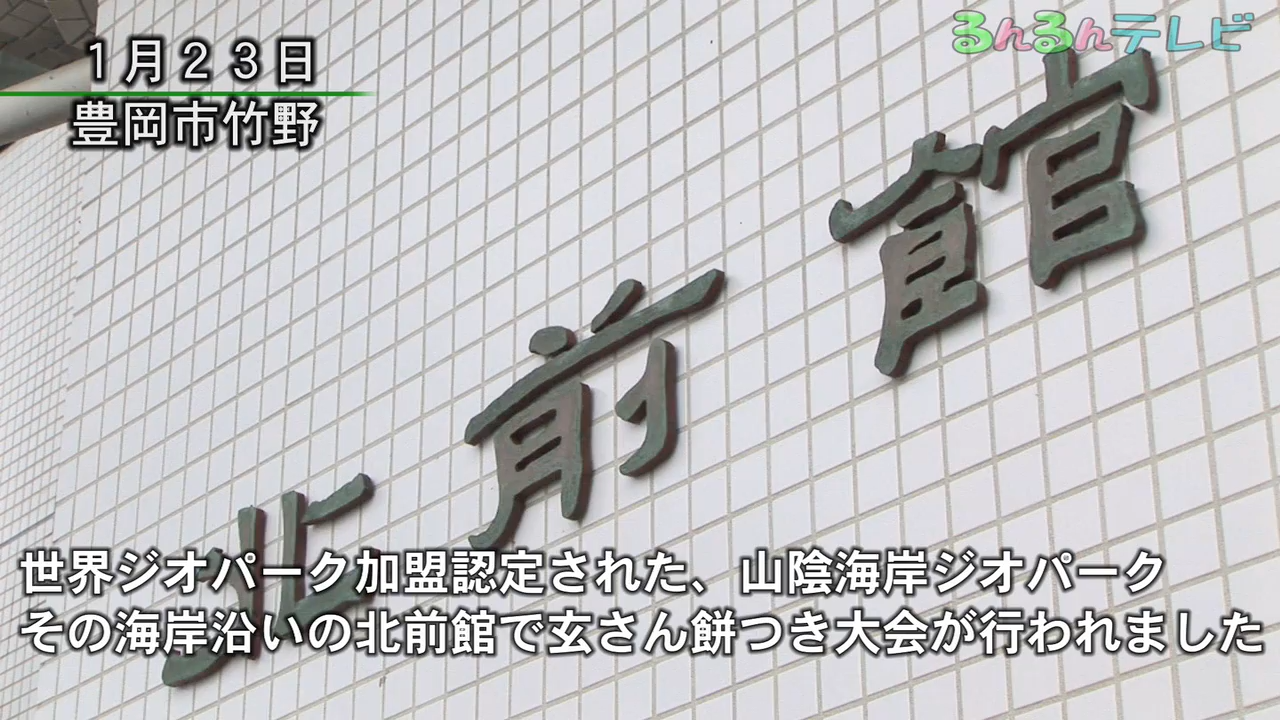 1月23日
豊岡市竹野
るんるんテレビ
北前館
世界ジオパーク加盟認定された、山陰海岸ジオパーク
その海岸沿いの北前館で玄さん餅つき大会が行われました